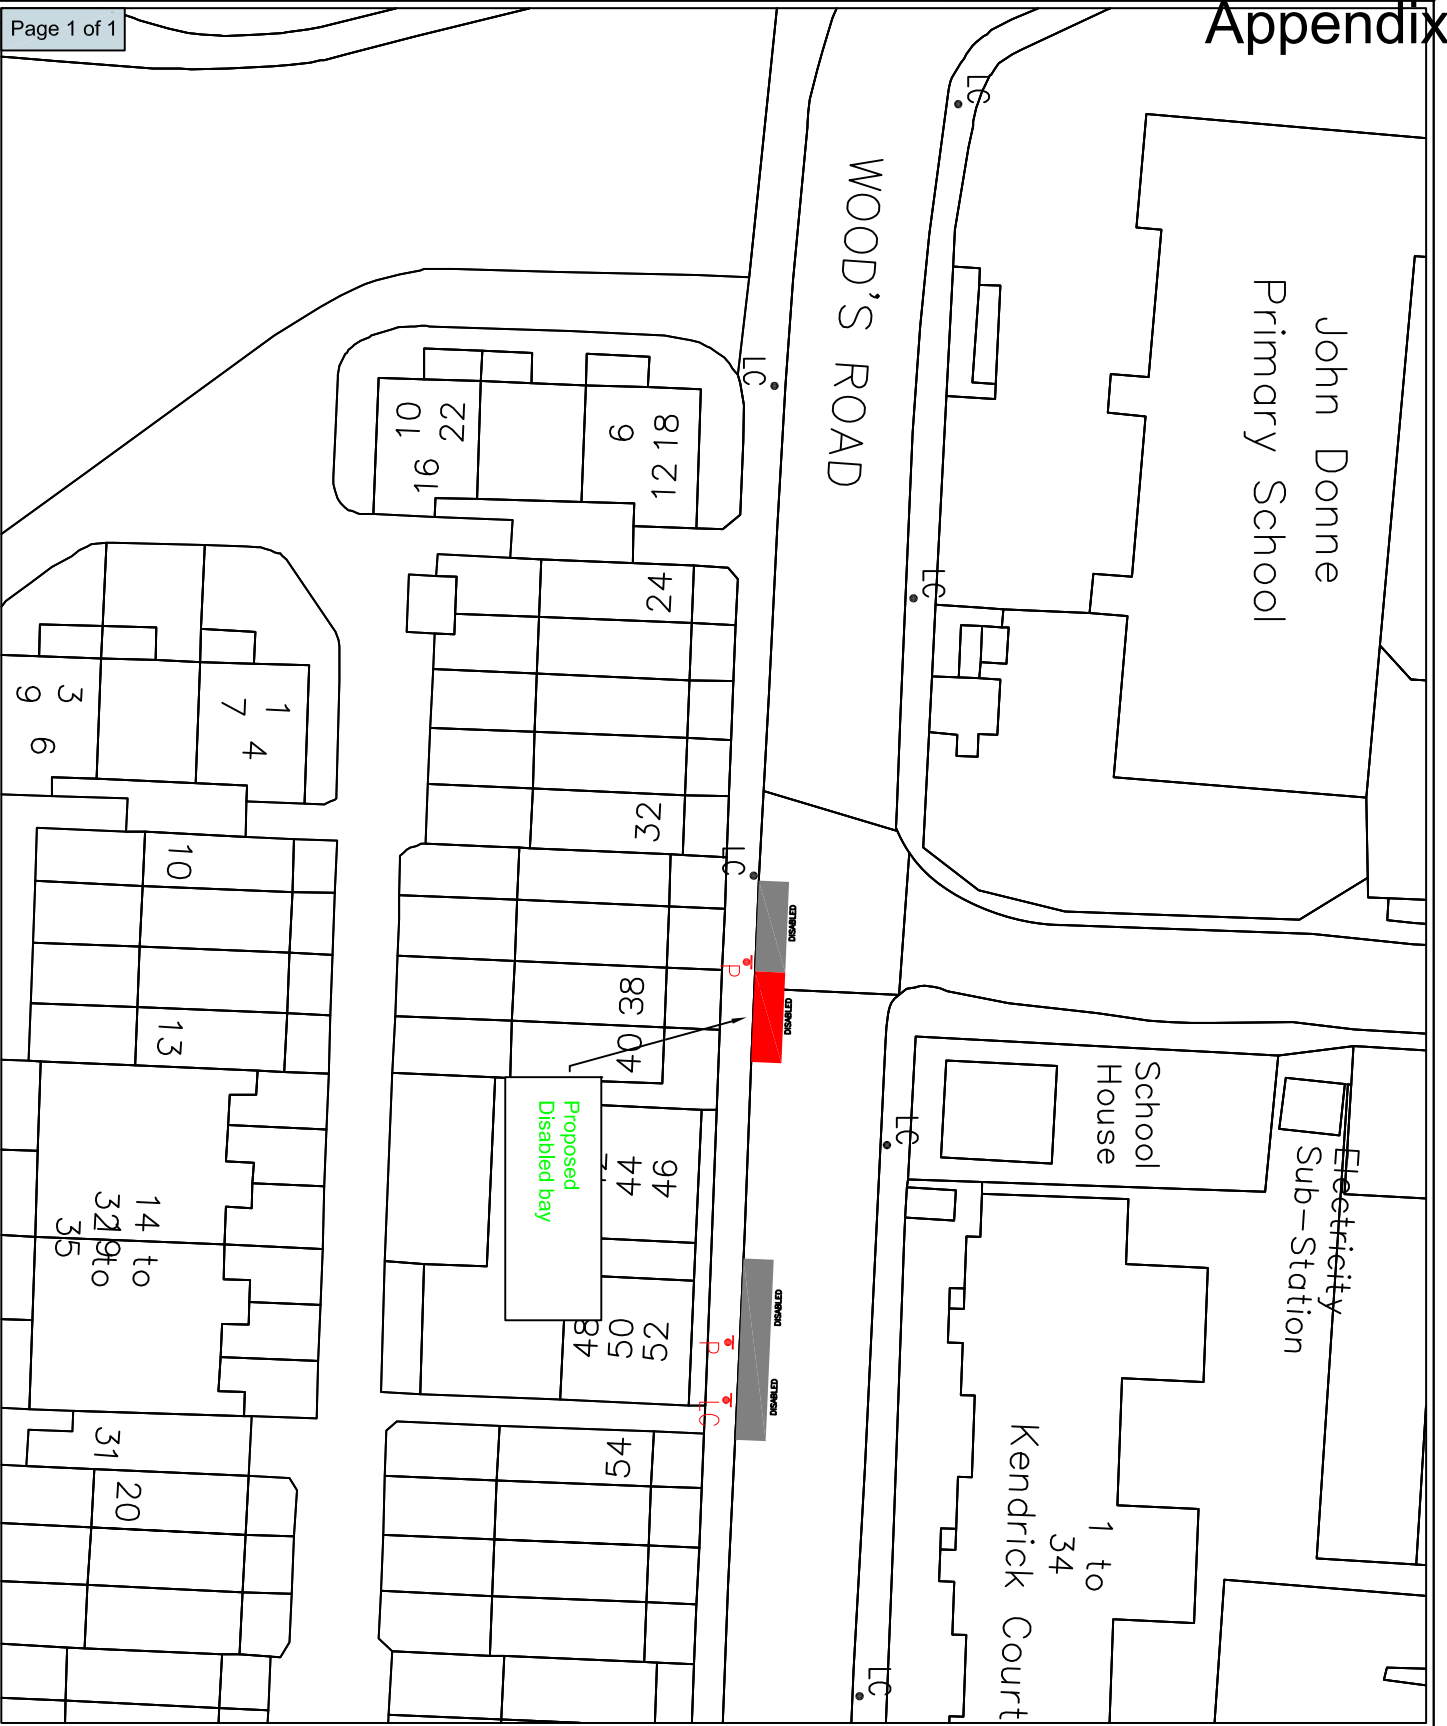 Page 1 of 1
Appendix
LC
WOOD'S ROAD
John Donne
Primary School
LC
10
22
16
6
18
12
LC
24
3
9
6
1
7
4
32
10
LC
DISABLED
P
38
DISABLED
40
13
School
House
LC
Proposed
Disabled bay
44
46
Electricity
Sub-Station
14 to
35
DISABLED
48
50
52
P
DISABLED
LC
54
31
20
Kendrick Court
1 to
34
LC